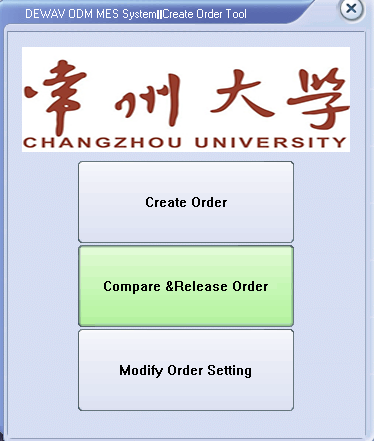 DEWAV ODM MES System||Create Order Tool
常州大学
CHANGZHOU UNIVERSITY
Create Order
Compare &Release Order
Modify Order Setting